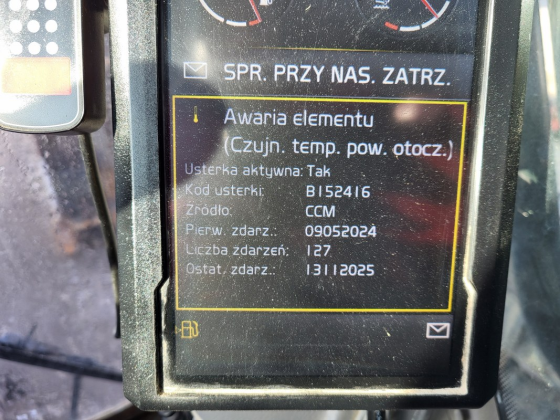 SPR. PRZY NAS. ZATRZ.
Awaria elementu
(Czujn. temp. pow. otocz.)
Usterka aktywna: Tak
Kod usterki: B152416
Źródło: CCM
Pierw. zdarz.: 09052024
Liczba zdarzeń: 127
Ostat. zdarz.: 13112025